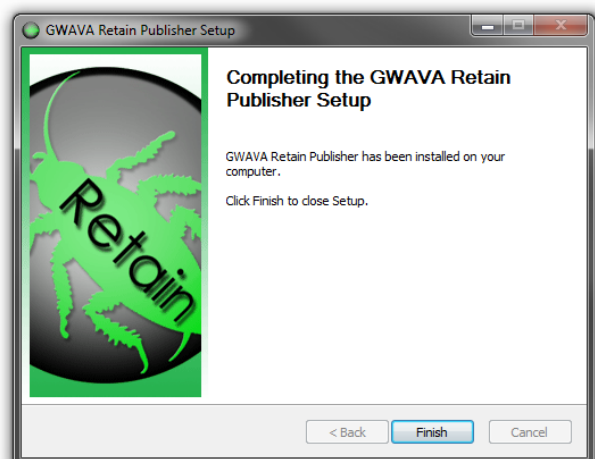 GWAVA Retain Publisher Setup
Completing the GWAVA Retain
Publisher Setup
GWAVA Retain Publisher has been installed on your
computer.
Click Finish to close Setup.
Retain
< Back
Finish
Cancel